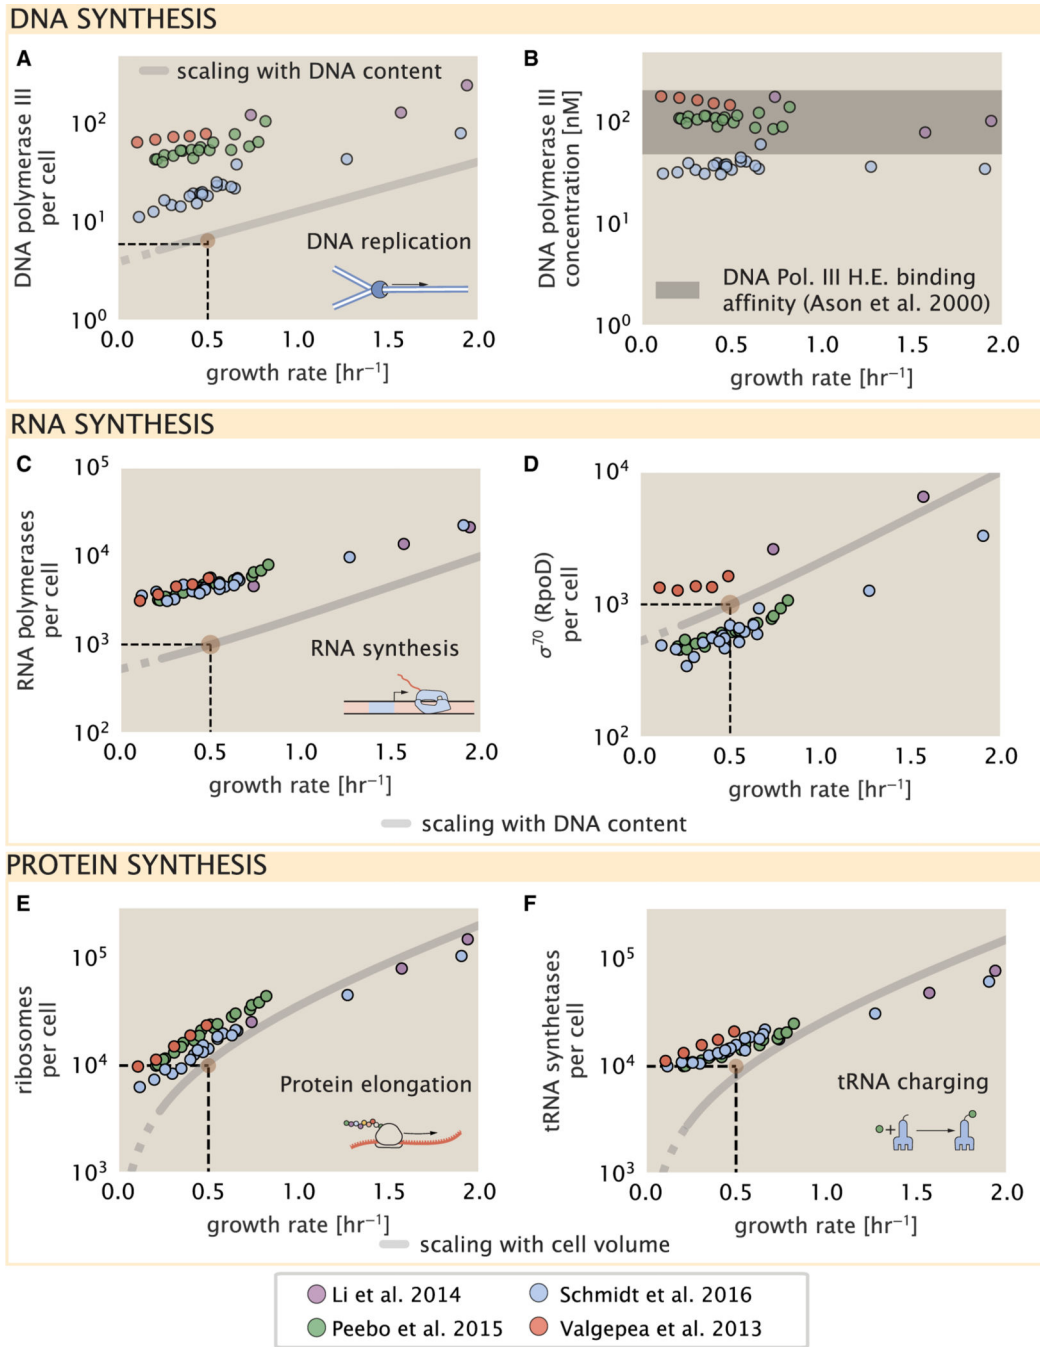 DNA SYNTHESIS
A
scaling with DNA content
DNA polymerase III
per cell
10²
10¹
10⁰
DNA replication
0.0 0.5 1.0 1.5 2.0
growth rate [hr⁻¹]
B
DNA polymerase III
concentration [nM]
10²
10¹
10⁰
DNA Pol. III H.E. binding
affinity (Ason et al. 2000)
0.0 0.5 1.0 1.5 2.0
growth rate [hr⁻¹]
RNA SYNTHESIS
C
RNA polymerases
per cell
10⁵
10⁴
10³
10²
RNA synthesis
0.0 0.5 1.0 1.5 2.0
growth rate [hr⁻¹]
D
σ⁷⁰ (RpoD)
per cell
10⁴
10³
10²
0.0 0.5 1.0 1.5 2.0
growth rate [hr⁻¹]
scaling with DNA content
PROTEIN SYNTHESIS
E
ribosomes
per cell
10⁵
10⁴
10³
Protein elongation
0.0 0.5 1.0 1.5 2.0
growth rate [hr⁻¹]
F
tRNA synthetases
per cell
10⁵
10⁴
10³
tRNA charging
+
0.0 0.5 1.0 1.5 2.0
growth rate [hr⁻¹]
scaling with cell volume
Li et al. 2014
Schmidt et al. 2016
Peebo et al. 2015
Valgepea et al. 2013